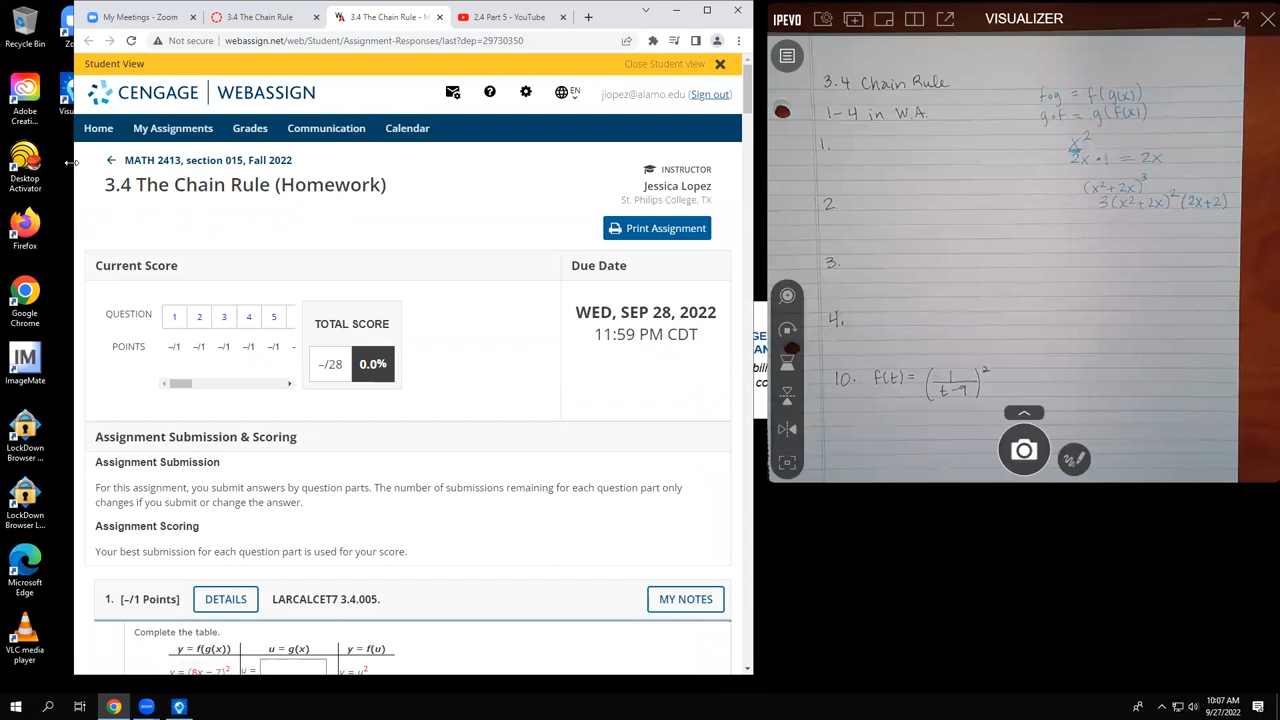 My Meetings - Zoom
3.4 The Chain Rule
3.4 The Chain Rule - M
2.4 Part 5 - YouTube
VISUALIZER
Not secure
webassign.net/web/Student/Assignment-Responses/last?dep=29730350
Student View
Close Student View
CENGAGE | WEBASSIGN
EN
jlopez@alamo.edu (Sign out)
Home
My Assignments
Grades
Communication
Calendar
MATH 2413, section 015, Fall 2022
3.4 The Chain Rule (Homework)
INSTRUCTOR
Jessica Lopez
St. Philips College, TX
Print Assignment
Current Score
Due Date
QUESTION
1 2 3 4 5
POINTS
–/1 –/1 –/1 –/1 –/1 –
TOTAL SCORE
–/28 0.0%
WED, SEP 28, 2022
11:59 PM CDT
Assignment Submission & Scoring
Assignment Submission
For this assignment, you submit answers by question parts. The number of submissions remaining for each question part only
changes if you submit or change the answer.
Assignment Scoring
Your best submission for each question part is used for your score.
1. [–/1 Points]
DETAILS
LARCALCET7 3.4.005.
MY NOTES
Complete the table.
y = f(g(x)) u = g(x) y = f(u)
y = (8x − 7)² u = y = u²
3.4 Chain Rule
1-4 in W.A.
1.
2
3.
4.
10. f(t) = (1/(t-9))²
f∘g = f(g(x))
g∘f = g(f(x))
x²
2x · 1 = 2x
(x²+2x)³
3(x²+2x)²(2x+2)
Recycle Bin
Adobe
Creati...
Desktop
Activator
Firefox
Google
Chrome
IM
ImageMate
LockDown
Browser ...
LockDown
Browser L...
Microsoft
Edge
VLC media
player
10:07 AM
9/27/2022